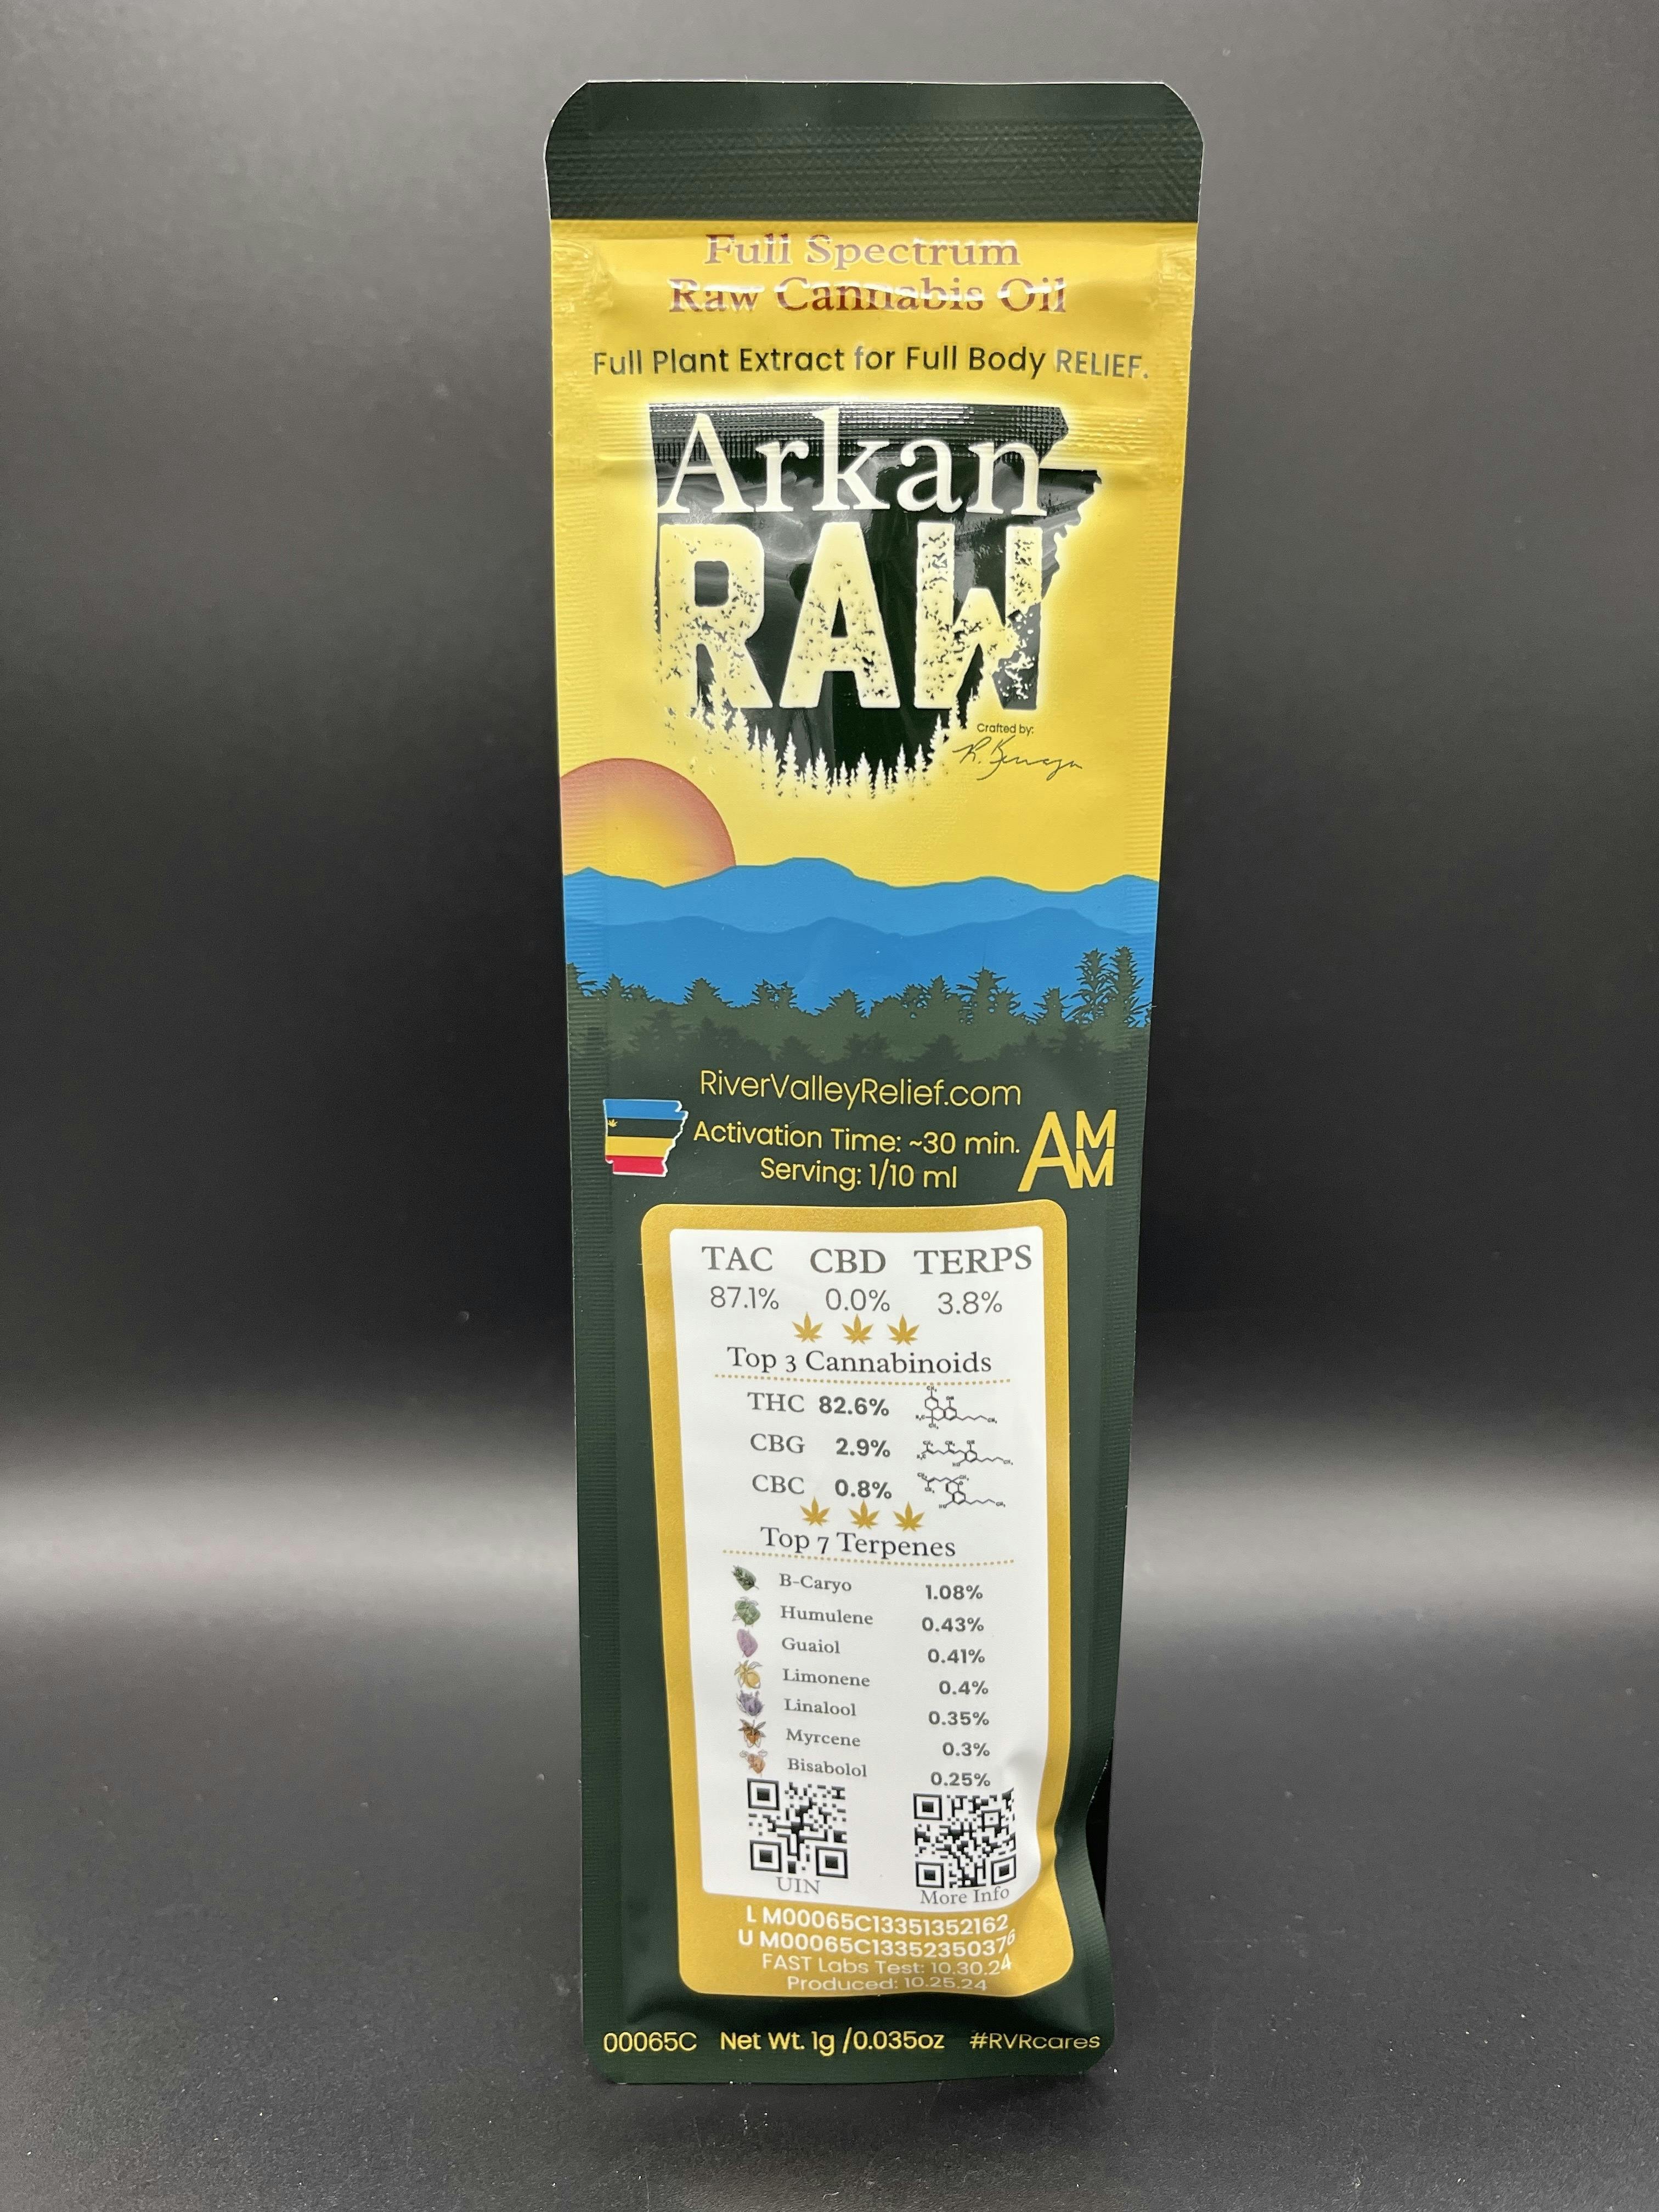 Full Spectrum
Raw Cannabis Oil
Full Plant Extract for Full Body RELIEF.
Arkan
RAW
Crafted by:
RiverValleyRelief.com
Activation Time: ~30 min.
Serving: 1/10 ml
AMM
TAC CBD TERPS
87.1% 0.0% 3.8%
Top 3 Cannabinoids
THC 82.6%
CBG 2.9%
CBC 0.8%
Top 7 Terpenes
B-Caryo 1.08%
Humulene 0.43%
Guaiol 0.41%
Limonene 0.4%
Linalool 0.35%
Myrcene 0.3%
Bisabolol 0.25%
UIN More Info
L M00065C13351352162
U M00065C13352350376
FAST Labs Test: 10.30.24
Produced: 10.25.24
00065C Net Wt. 1g /0.035oz #RVRcares